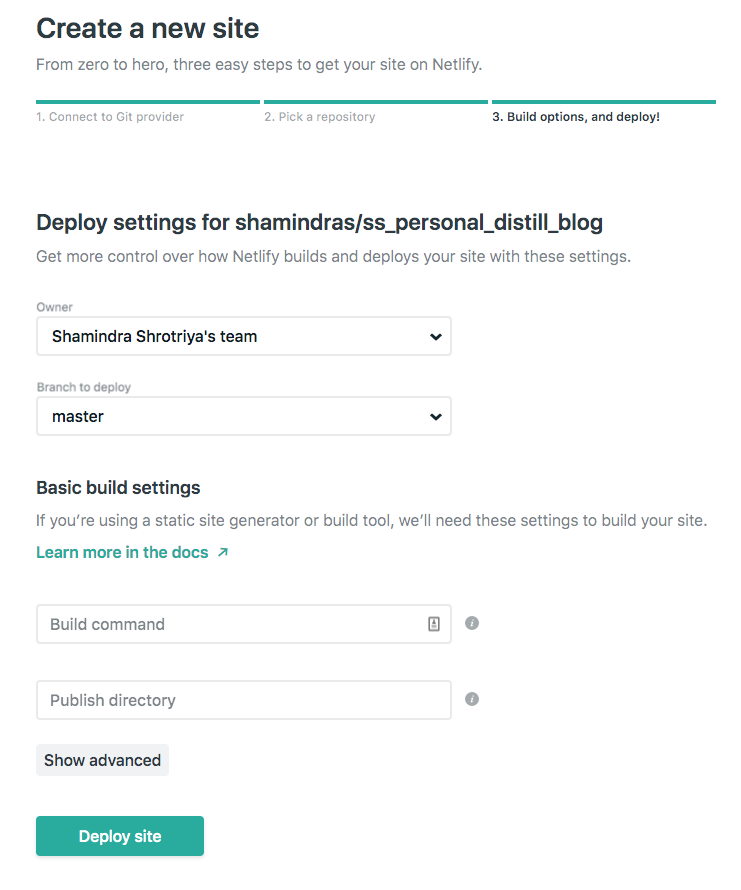 Create a new site
From zero to hero, three easy steps to get your site on Netlify.
1. Connect to Git provider
2. Pick a repository
3. Build options, and deploy!
Deploy settings for shamindras/ss_personal_distill_blog
Get more control over how Netlify builds and deploys your site with these settings.
Owner
Shamindra Shrotriya's team
Branch to deploy
master
Basic build settings
If you’re using a static site generator or build tool, we’ll need these settings to build your site.
Learn more in the docs
Build command
Publish directory
Show advanced
Deploy site